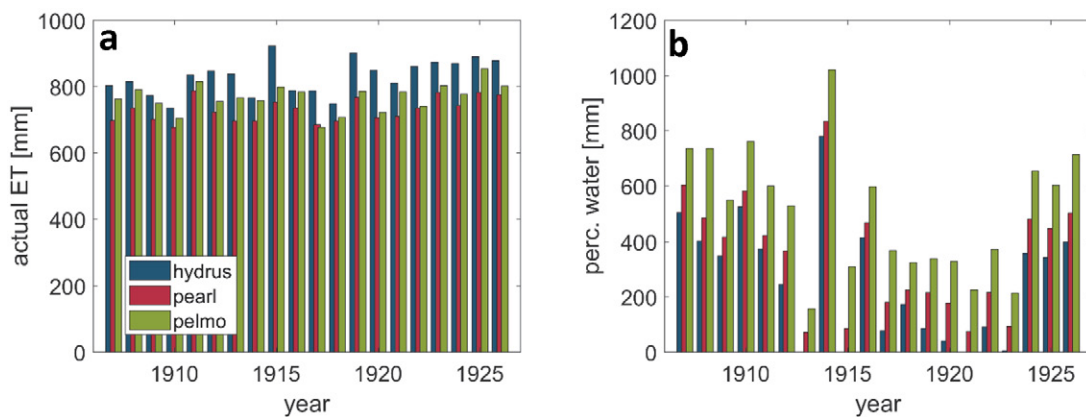 a
1000
800
600
400
200
0
actual ET [mm]
hydrus
pearl
pelmo
1910 1915 1920 1925
year
b
1200
1000
800
600
400
200
0
perc. water [mm]
1910 1915 1920 1925
year